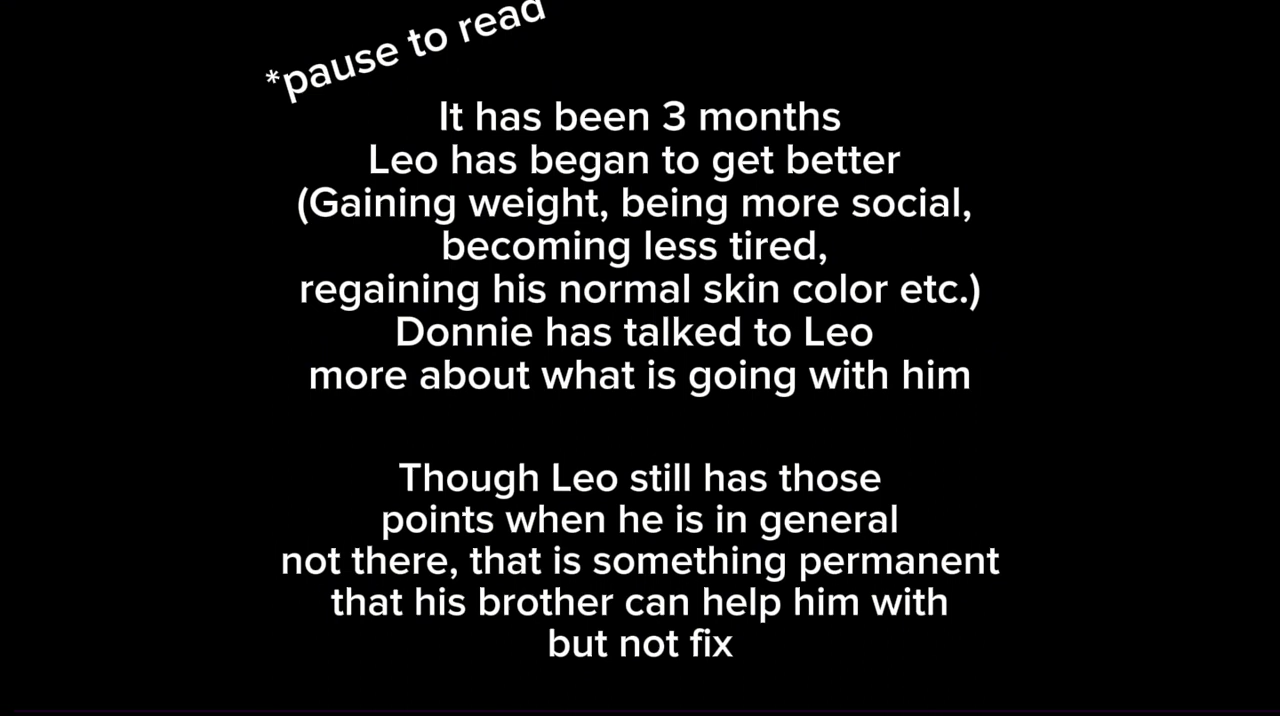 *pause to read
It has been 3 months
Leo has began to get better
(Gaining weight, being more social,
becoming less tired,
regaining his normal skin color etc.)
Donnie has talked to Leo
more about what is going with him
Though Leo still has those
points when he is in general
not there, that is something permanent
that his brother can help him with
but not fix